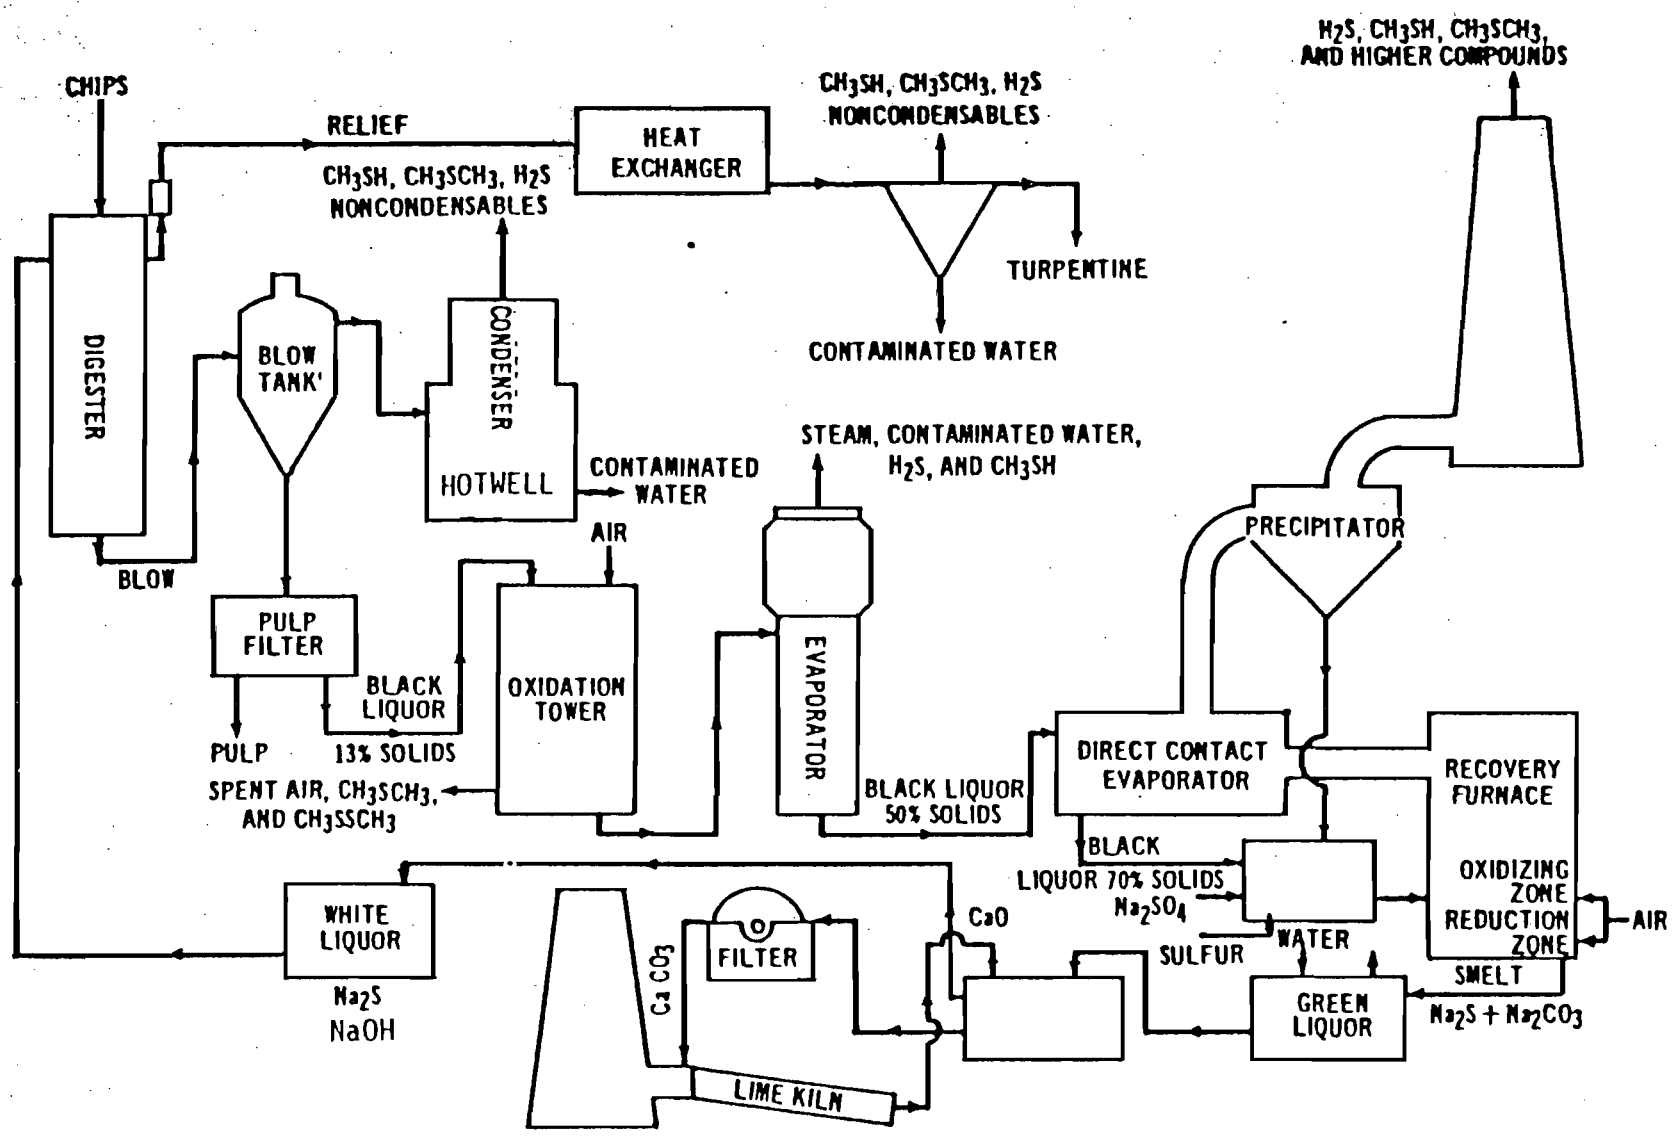 H2S, CH3SH, CH3SCH3,
AND HIGHER COMPOUNDS
CHIPS
RELIEF
HEAT
EXCHANGER
CH3SH, CH3SCH3, H2S
NONCONDENSABLES
CH3SH, CH3SCH3, H2S
NONCONDENSABLES
TURPENTINE
CONTAMINATED WATER
DIGESTER
BLOW
TANK
CONDENSER
HOTWELL
CONTAMINATED
WATER
STEAM, CONTAMINATED WATER,
H2S, AND CH3SH
PRECIPITATOR
BLOW
AIR
PULP
FILTER
BLACK
LIQUOR
13% SOLIDS
PULP
OXIDATION
TOWER
SPENT AIR, CH3SCH3,
AND CH3SSCH3
EVAPORATOR
BLACK LIQUOR
50% SOLIDS
DIRECT CONTACT
EVAPORATOR
RECOVERY
FURNACE
OXIDIZING
ZONE
REDUCTION
ZONE
AIR
BLACK
LIQUOR 70% SOLIDS
Na2SO4
SULFUR
WATER
SMELT
Na2S + Na2CO3
GREEN
LIQUOR
CaO
FILTER
CaCO3
LIME KILN
WHITE
LIQUOR
Na2S
NaOH